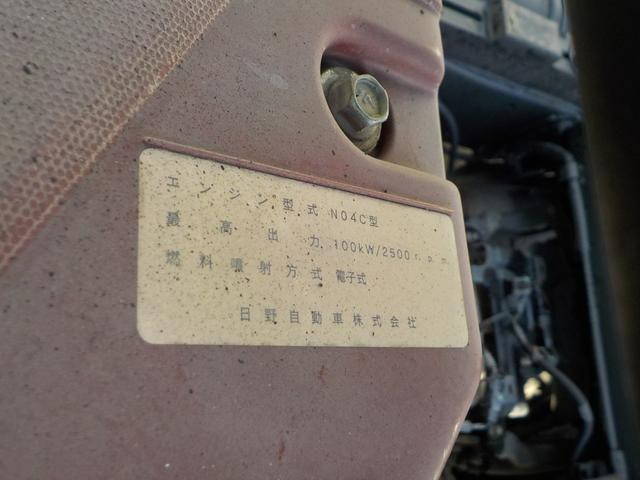 エンジン型式 N04C型
最高出力 100kW/2500r.p.m
燃料噴射方式 電子式
日野自動車株式会社